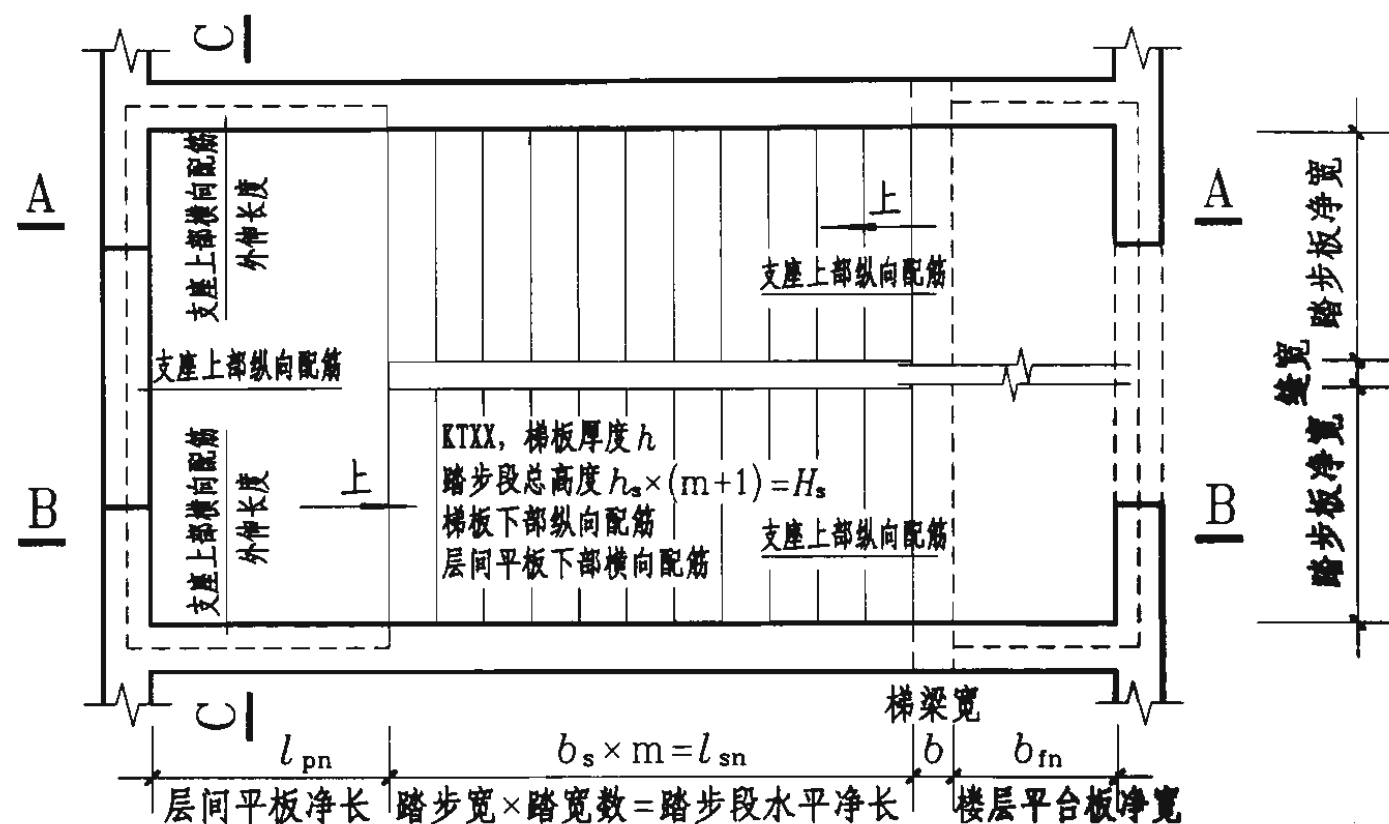 C
A
A
支座上部横向配筋
外伸长度
上
踏步板净宽
支座上部纵向配筋
支座上部纵向配筋
缝宽
KTXX, 梯板厚度h
踏步段总高度hₛ×(m+1)=Hₛ
梯板下部纵向配筋
层间平板下部横向配筋
支座上部横向配筋
外伸长度
上
支座上部纵向配筋
踏步板净宽
B
B
C
梯梁宽
lpn
bₛ×m=lsn
b
bfn
层间平板净长
踏步宽×踏宽数=踏步段水平净长
楼层平台板净宽